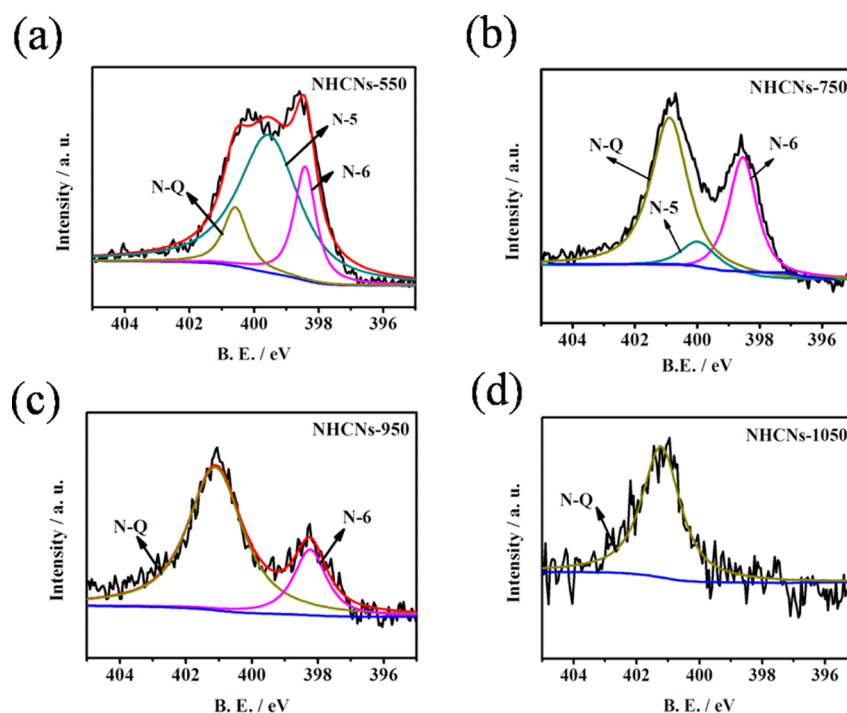 (a)
NHCNs-550
N-5
N-6
N-Q
Intensity / a. u.
404 402 400 398 396
B. E. / eV
(b)
NHCNs-750
N-Q
N-6
N-5
Intensity / a. u.
404 402 400 398 396
B.E. / eV
(c)
NHCNs-950
N-Q
N-6
Intensity / a. u.
404 402 400 398 396
B. E. / eV
(d)
NHCNs-1050
N-Q
Intensity / a. u.
404 402 400 398 396
B. E. / eV